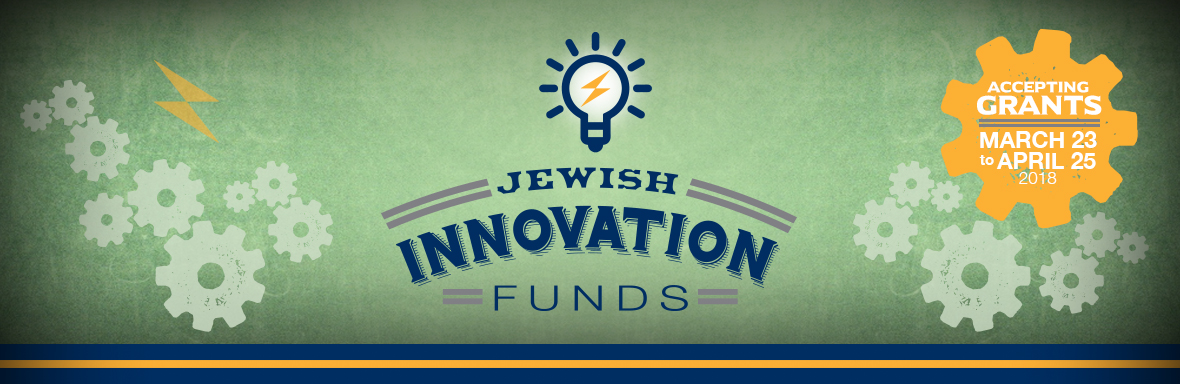 JEWISH
INNOVATION
FUNDS
ACCEPTING
GRANTS
MARCH 23
to APRIL 25
2018